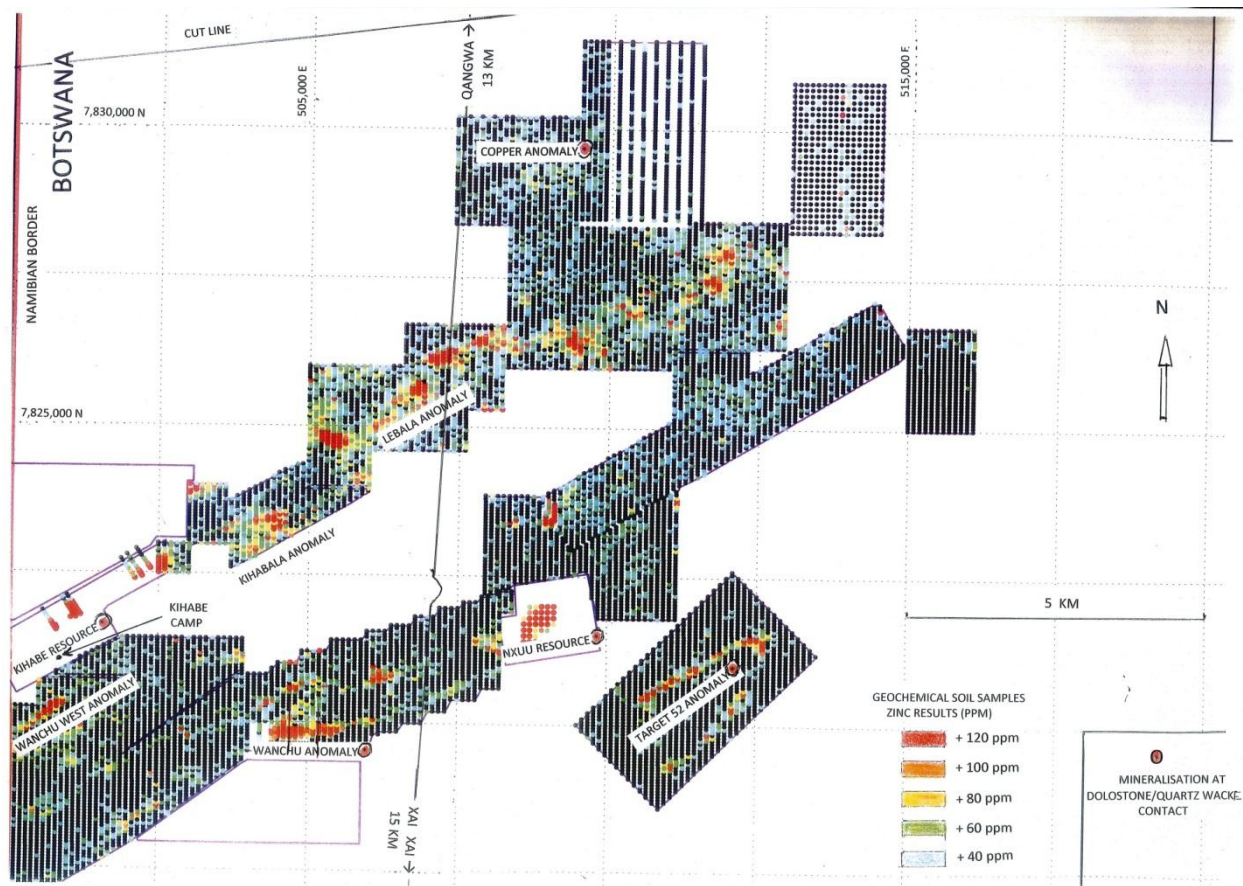 CUT LINE
QANGWA
13 KM
505,000 E
515,000 E
7,830,000 N
BOTSWANA
NAMIBIAN BORDER
COPPER ANOMALY
N
7,825,000 N
LEBALA ANOMALY
KIHABALA ANOMALY
5 KM
KIHABE
CAMP
KIHABE RESOURCE
NXUU RESOURCE
WANCHU WEST ANOMALY
TARGET 52 ANOMALY
WANCHU ANOMALY
XAI XAI
15 KM
GEOCHEMICAL SOIL SAMPLES
ZINC RESULTS (PPM)
+ 120 ppm
+ 100 ppm
+ 80 ppm
+ 60 ppm
+ 40 ppm
MINERALISATION AT
DOLOSTONE/QUARTZ WACKE
CONTACT